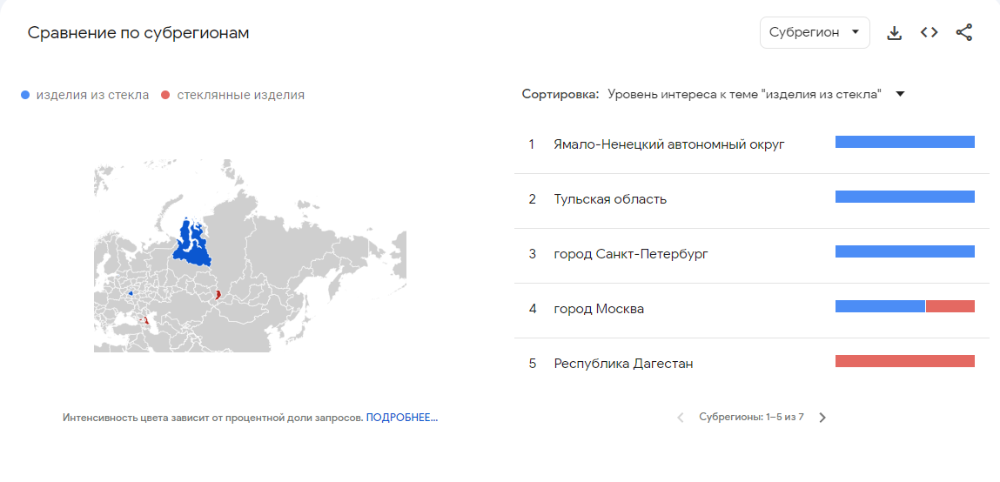 Сравнение по субрегионам
Субрегион
изделия из стекла
стеклянные изделия
Сортировка: Уровень интереса к теме "изделия из стекла"
1 Ямало-Ненецкий автономный округ
2 Тульская область
3 город Санкт-Петербург
4 город Москва
5 Республика Дагестан
Интенсивность цвета зависит от процентной доли запросов. ПОДРОБНЕЕ...
Субрегионы: 1–5 из 7